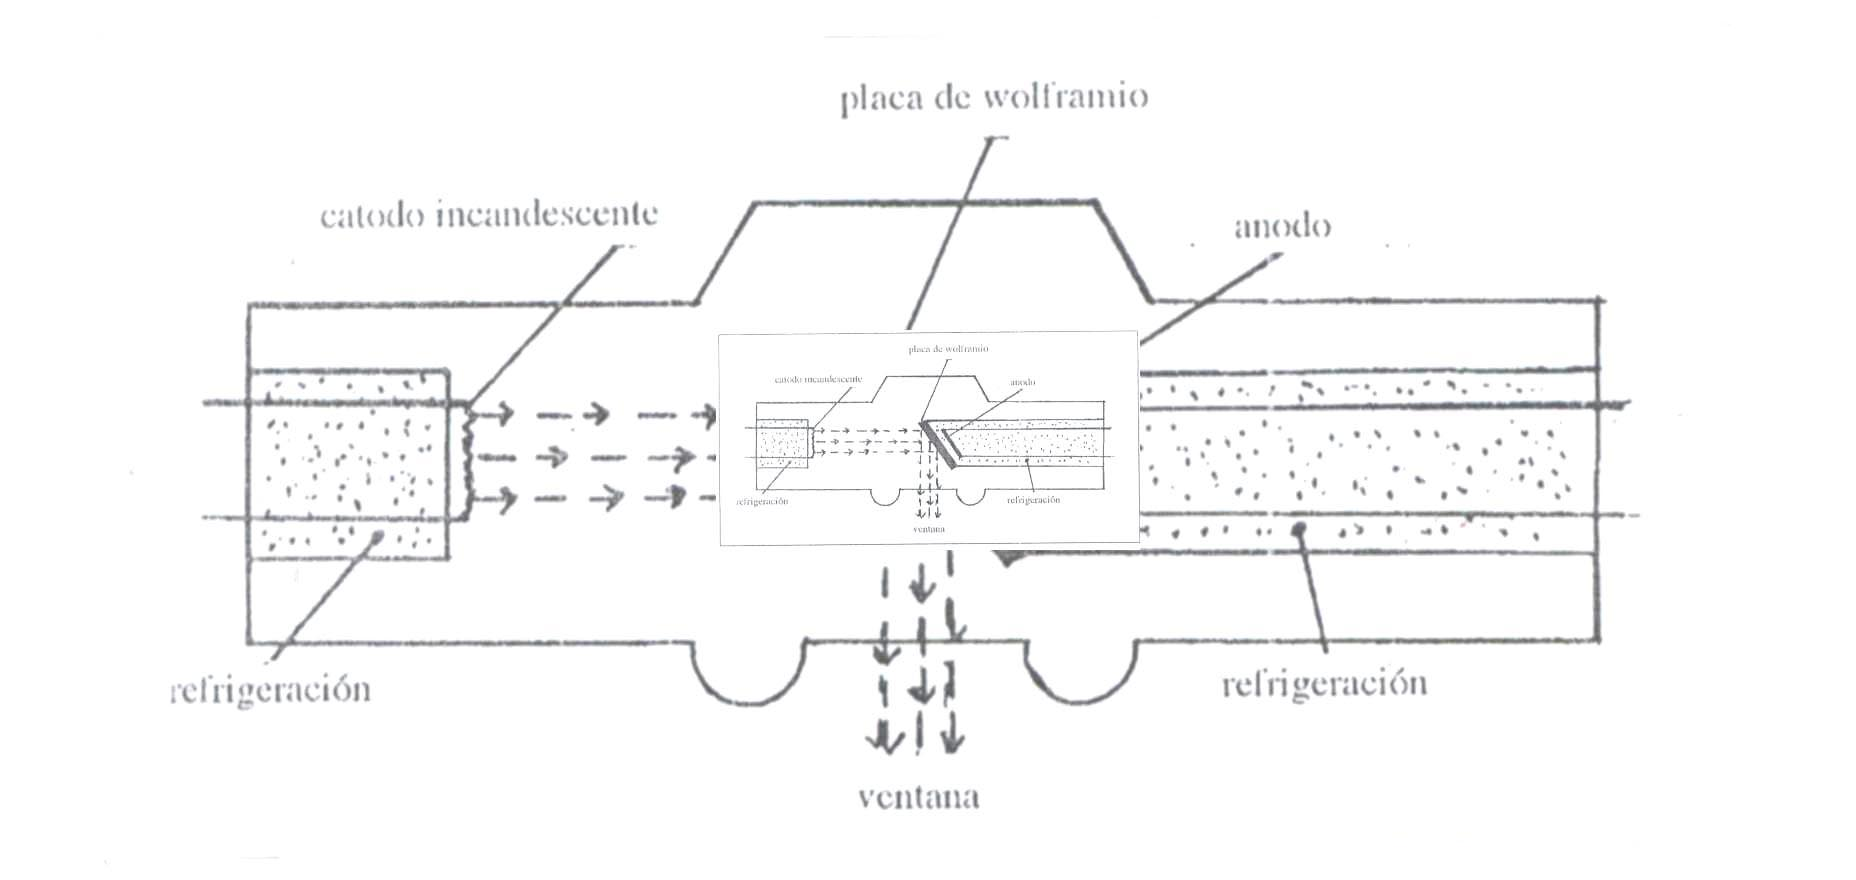 placa de wolframio
catodo incandescente
anodo
placa de wolframio
catodo incandescente
anodo
refrigeración
refrigeración
ventana
refrigeración
refrigeración
ventana